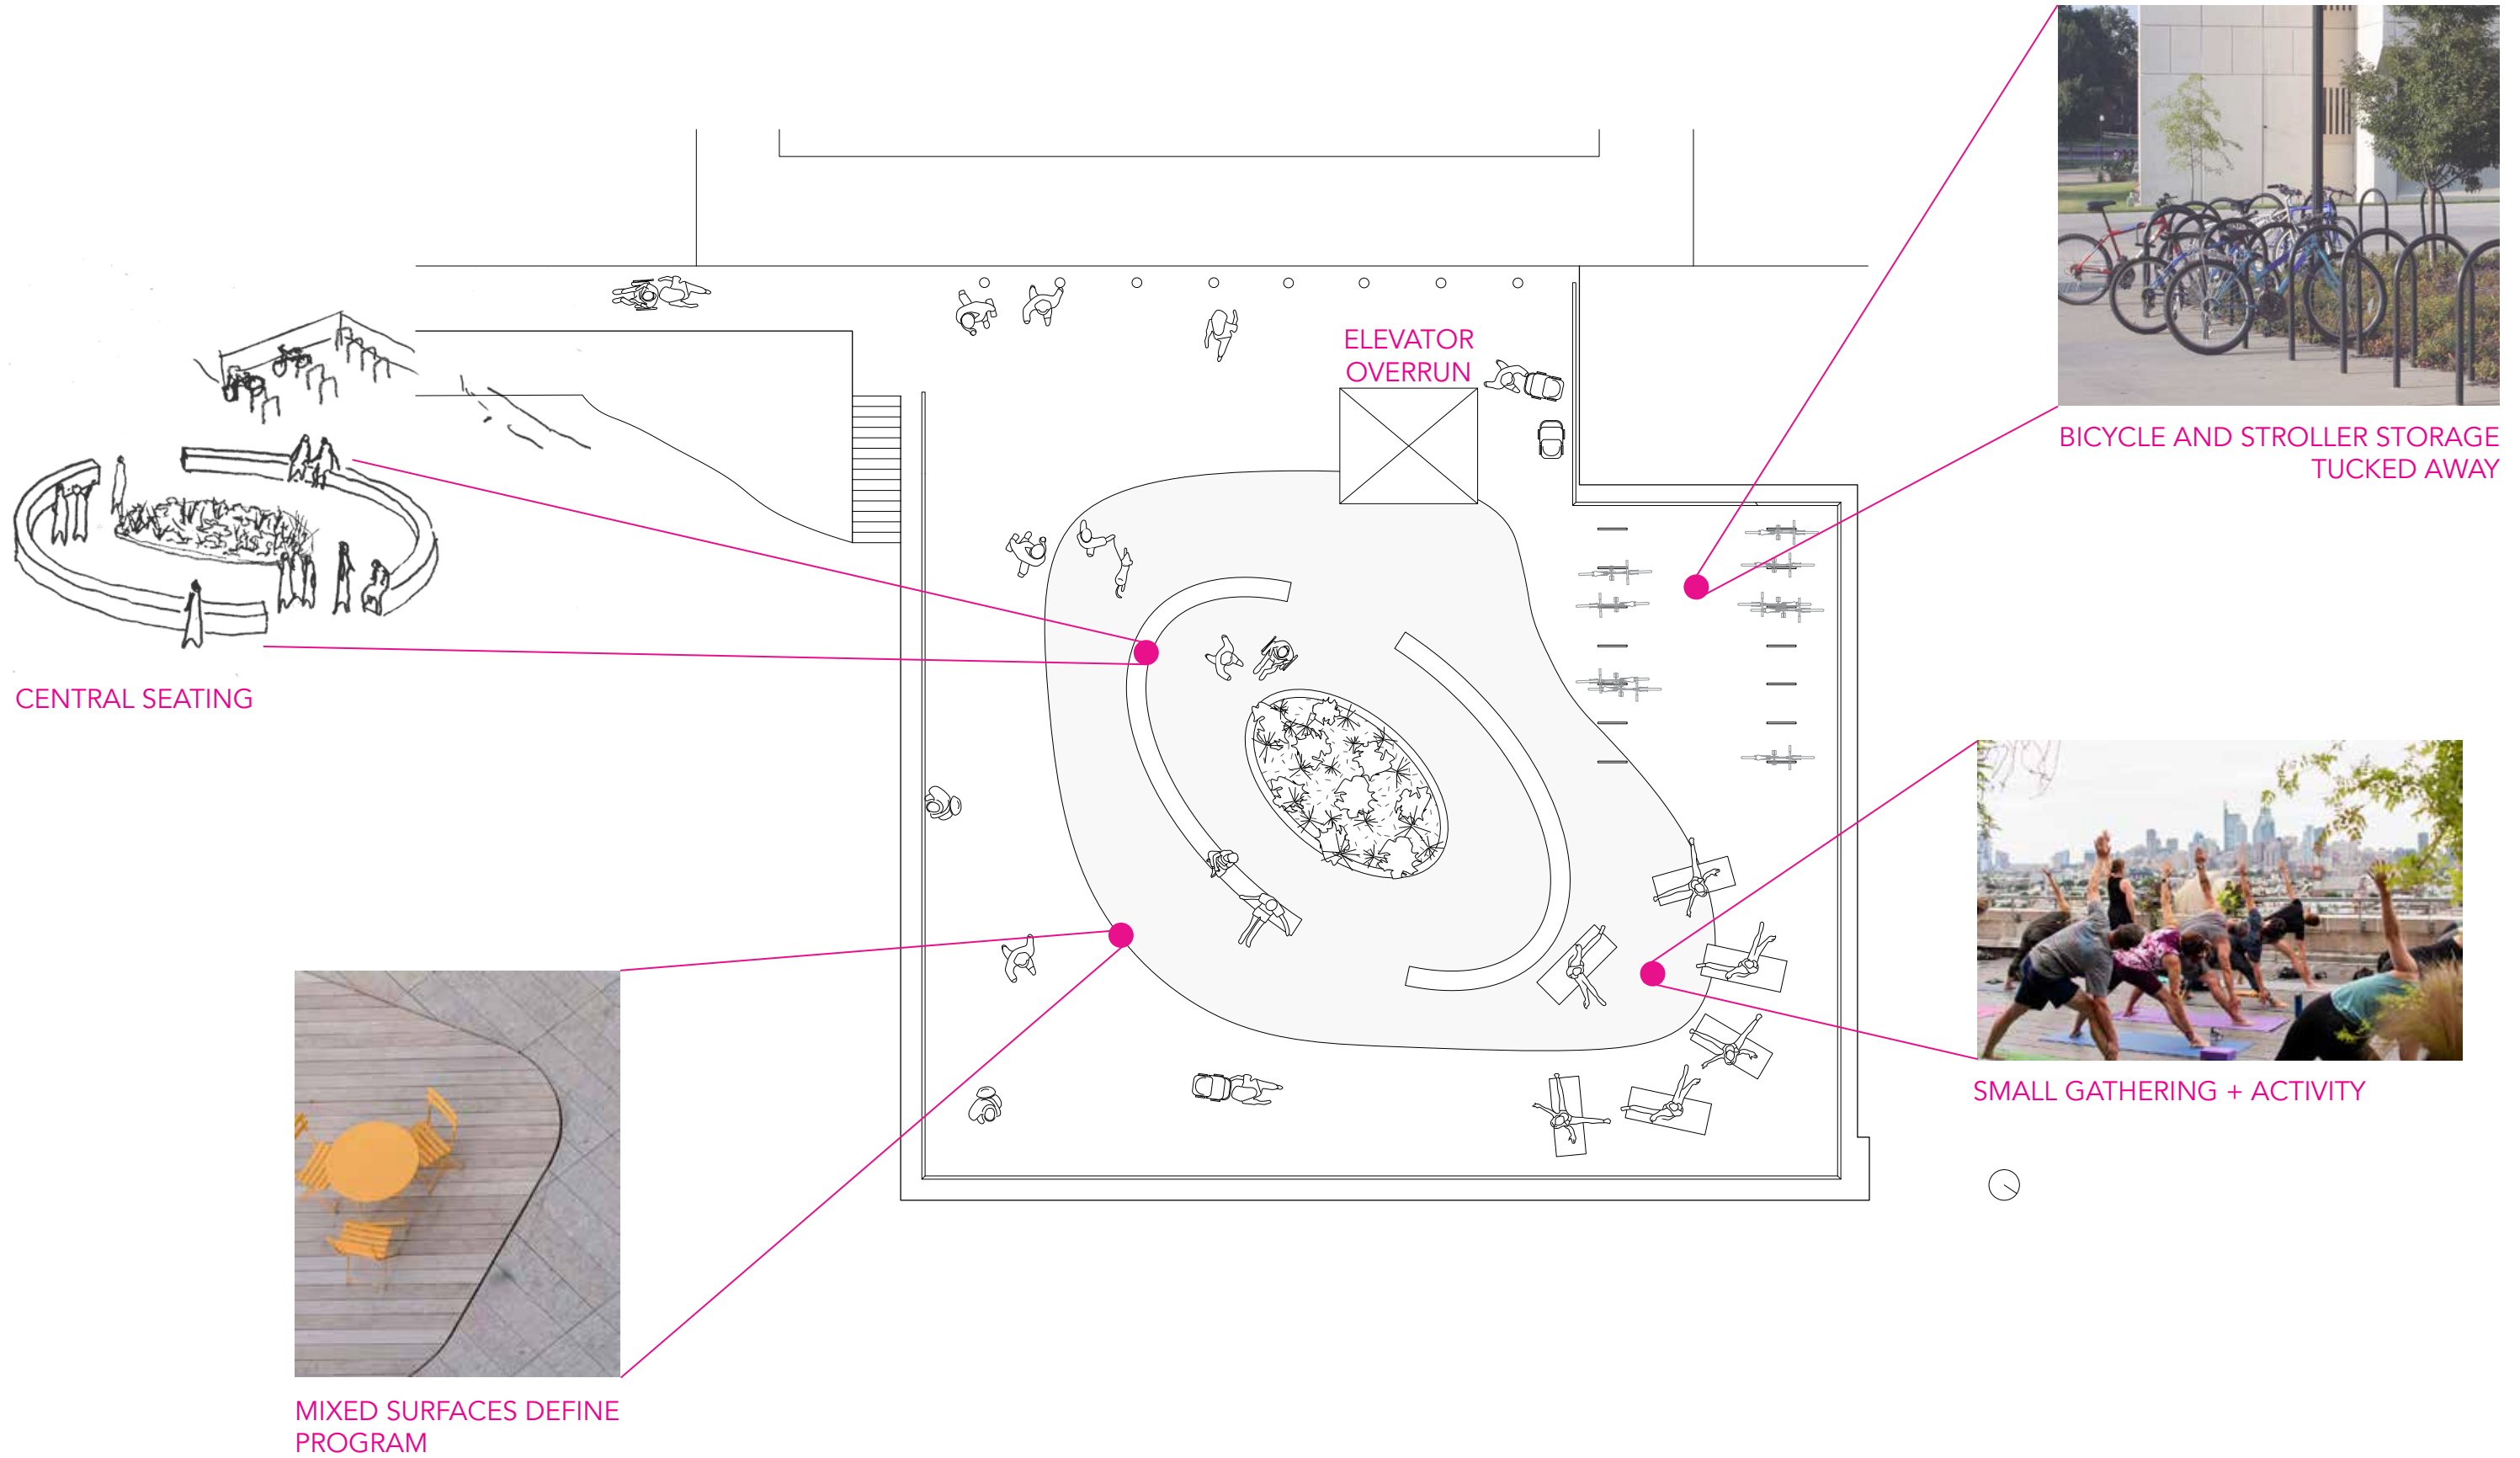 ELEVATOR
OVERRUN
BICYCLE AND STROLLER STORAGE
TUCKED AWAY
CENTRAL SEATING
SMALL GATHERING + ACTIVITY
MIXED SURFACES DEFINE
PROGRAM